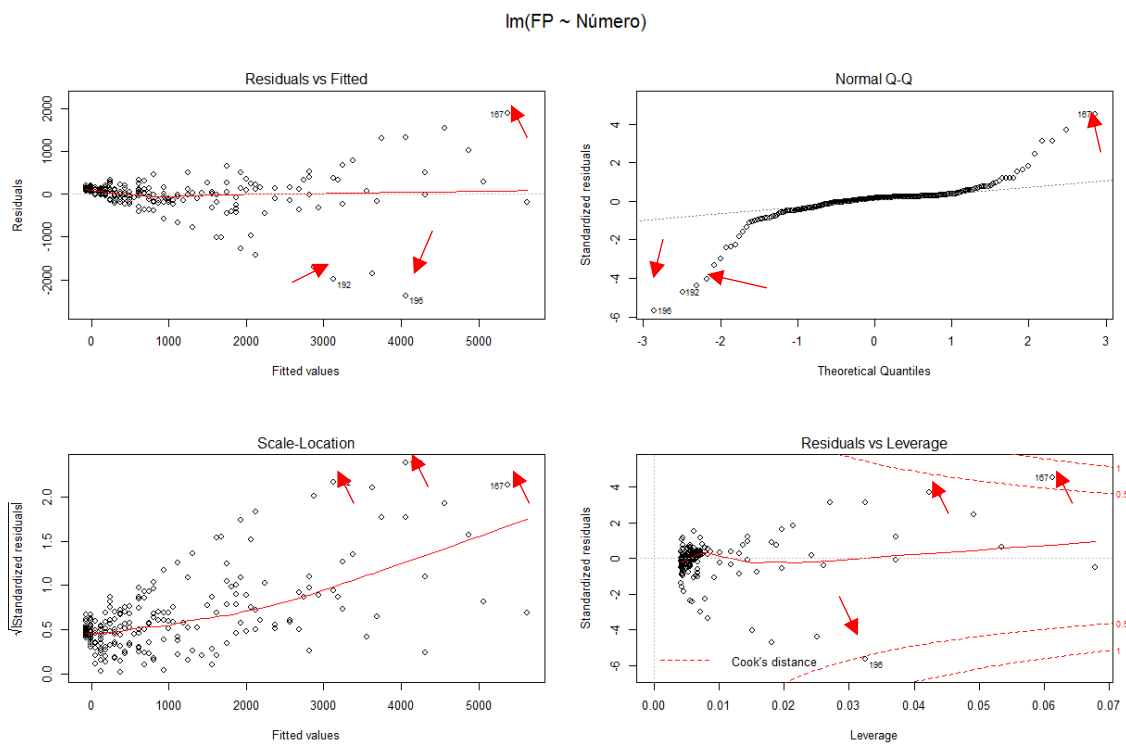 lm(FP ~ Número)
Residuals vs Fitted
Residuals
-2000 -1000 0 1000 2000
167
192
196
0 1000 2000 3000 4000 5000
Fitted values
Normal Q-Q
Standardized residuals
-6 -4 -2 0 2 4
167
192
196
-3 -2 -1 0 1 2 3
Theoretical Quantiles
Scale-Location
√|Standardized residuals|
0.0 0.5 1.0 1.5 2.0
167
0 1000 2000 3000 4000 5000
Fitted values
Residuals vs Leverage
Standardized residuals
-6 -4 -2 0 2 4
167
196
1
0.5
0.5
1
Cook's distance
0.00 0.01 0.02 0.03 0.04 0.05 0.06 0.07
Leverage